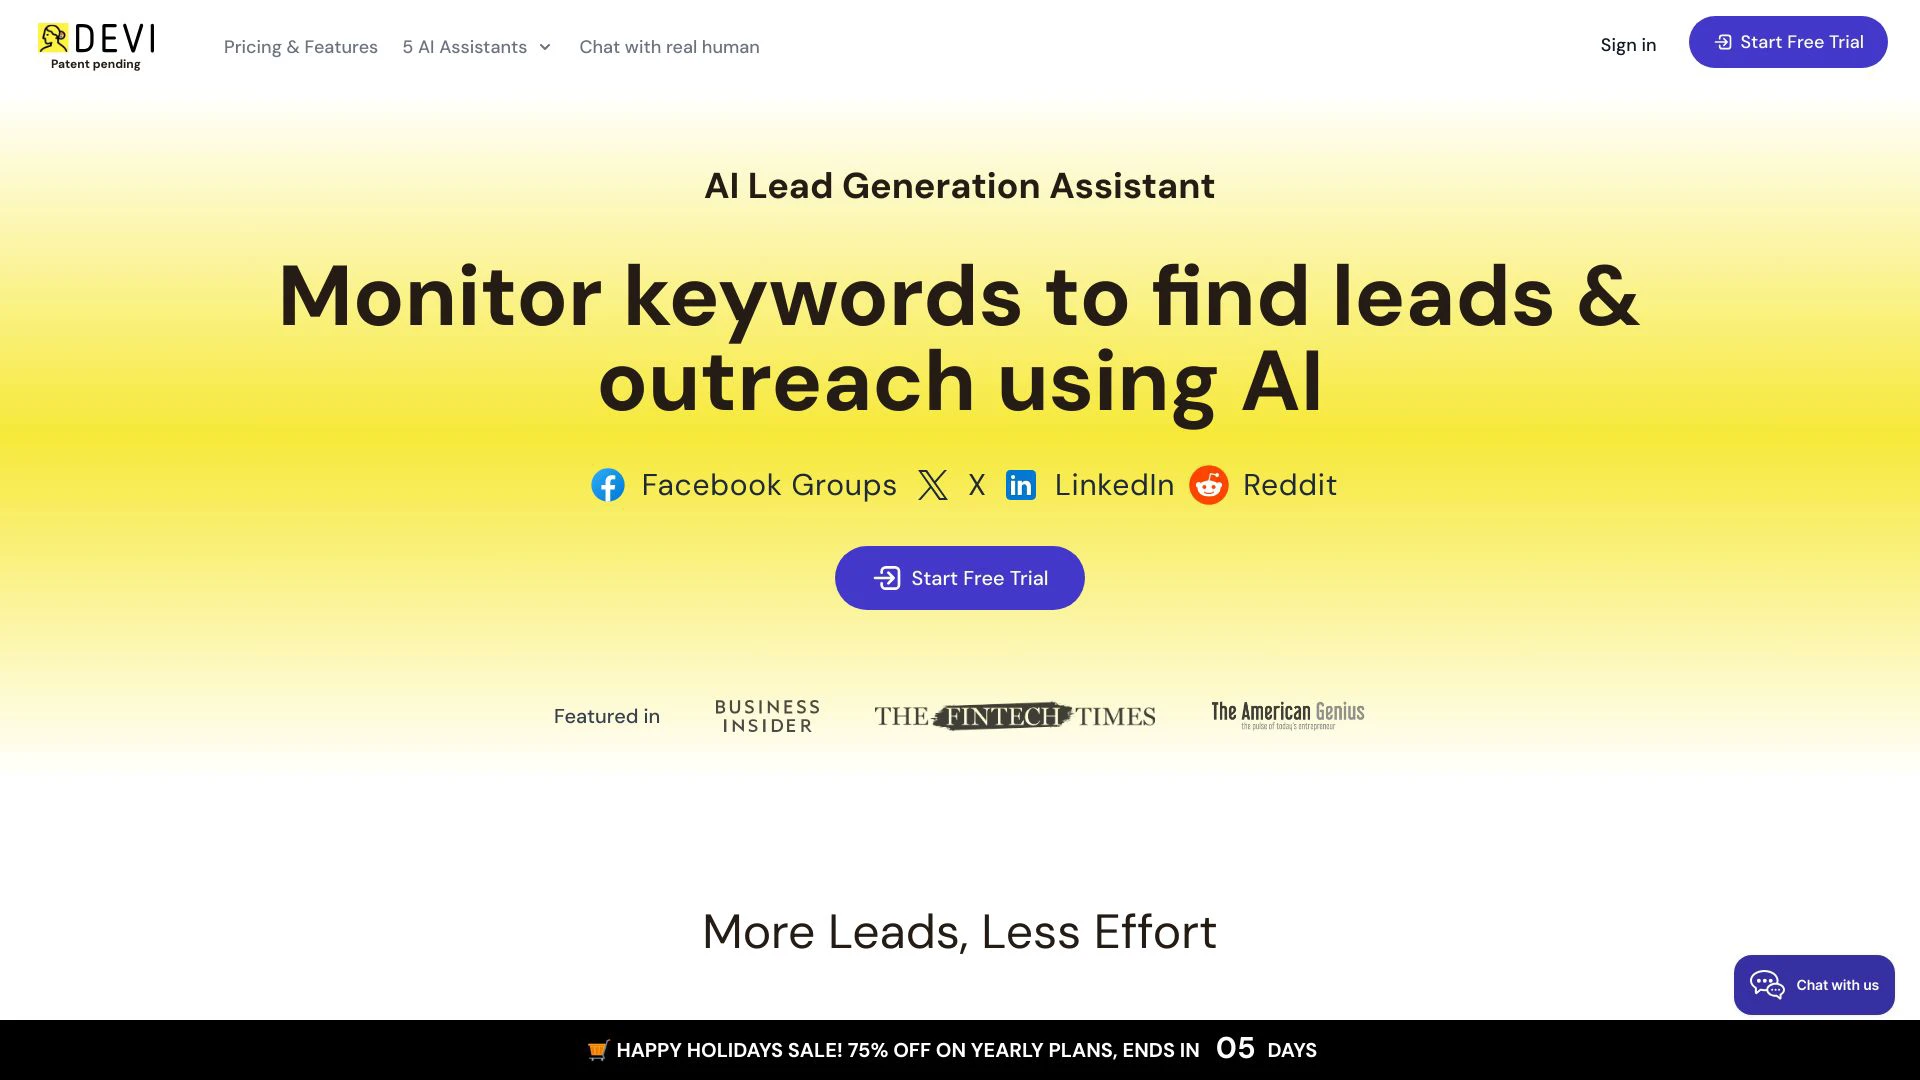 DEVI
Patent pending
Pricing & Features
5 AI Assistants
Chat with real human
Sign in
Start Free Trial
AI Lead Generation Assistant
Monitor keywords to find leads &
outreach using AI
Facebook Groups X LinkedIn Reddit
Start Free Trial
Featured in
BUSINESS
INSIDER
THE FINTECH TIMES
The American Genius
the pulse of today's entrepreneur
More Leads, Less Effort
Chat with us
HAPPY HOLIDAYS SALE! 75% OFF ON YEARLY PLANS, ENDS IN 05 DAYS